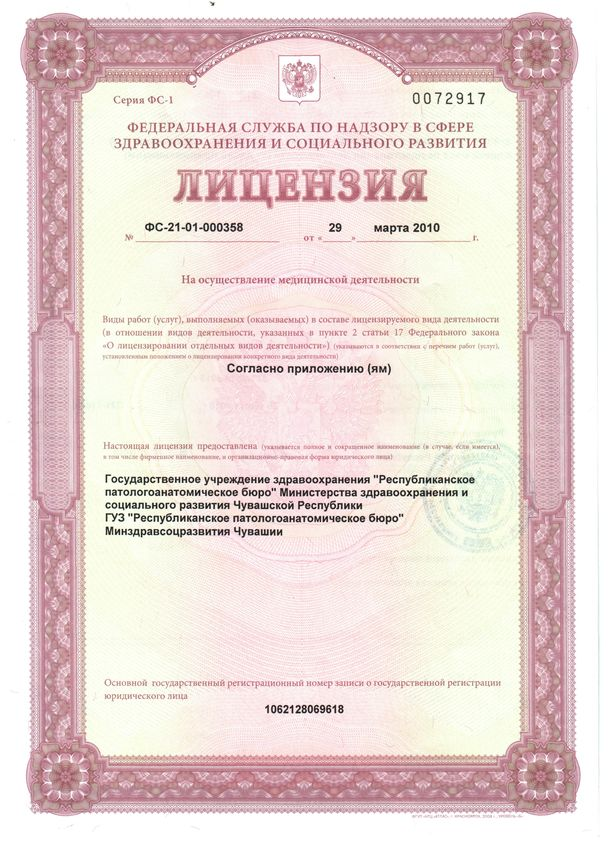 Серия ФС-1
0072917
ФЕДЕРАЛЬНАЯ СЛУЖБА ПО НАДЗОРУ В СФЕРЕ
ЗДРАВООХРАНЕНИЯ И СОЦИАЛЬНОГО РАЗВИТИЯ
ЛИЦЕНЗИЯ
№ ФС-21-01-000358 от « 29 » марта 2010 г.
На осуществление медицинской деятельности
Виды работ (услуг), выполняемых (оказываемых) в составе лицензируемого вида деятельности
(в отношении видов деятельности, указанных в пункте 2 статьи 17 Федерального закона
«О лицензировании отдельных видов деятельности») (указываются в соответствии с перечнем работ (услуг),
установленным положением о лицензировании конкретного вида деятельности)
Согласно приложению (ям)
Настоящая лицензия предоставлена (указывается полное и сокращенное наименование (в случае, если имеется),
в том числе фирменное наименование, и организационно-правовая форма юридического лица)
Государственное учреждение здравоохранения "Республиканское
патологоанатомическое бюро" Министерства здравоохранения и
социального развития Чувашской Республики
ГУЗ "Республиканское патологоанатомическое бюро"
Минздравсоцразвития Чувашии
Основной государственный регистрационный номер записи о государственной регистрации
юридического лица
1062128069618